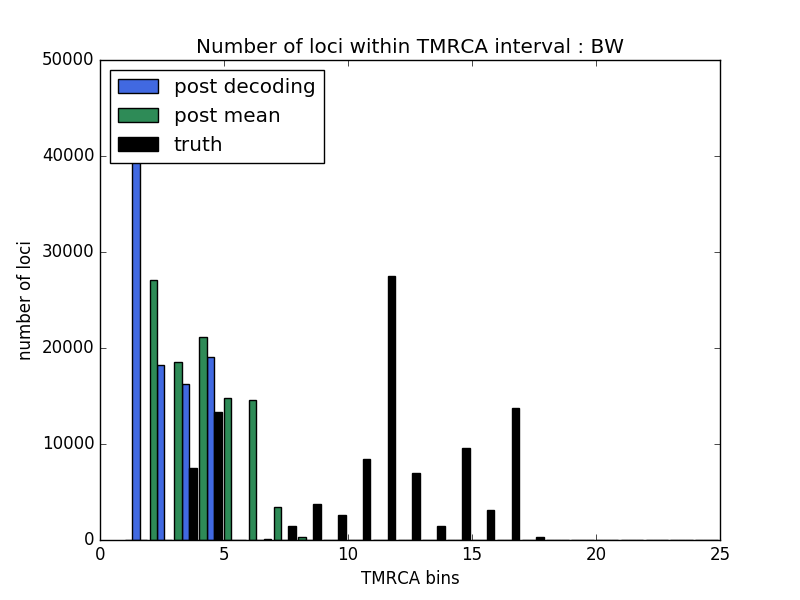 Number of loci within TMRCA interval : BW
50000
40000
30000
20000
10000
0
number of loci
post decoding
post mean
truth
0 5 10 15 20 25
TMRCA bins